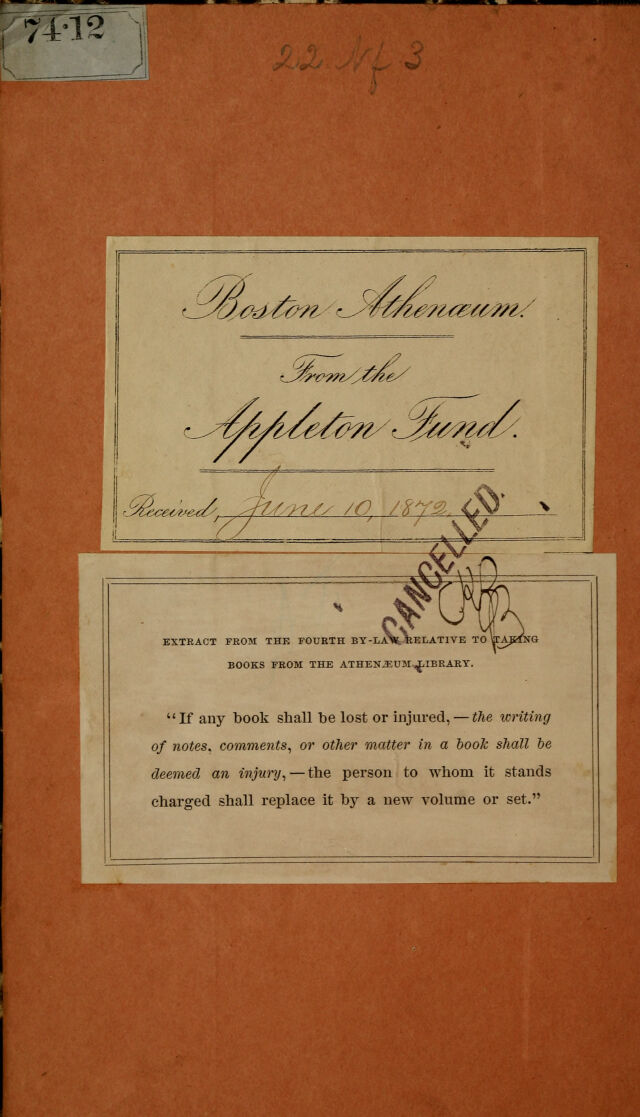 74·12
22 Nf 3
Boston Athenæum.
From the
Appleton Fund.
Received, June 10, 1872.
CANCELLED.
EXTRACT FROM THE FOURTH BY-LAW RELATIVE TO TAKING
BOOKS FROM THE ATHENÆUM LIBRARY.
“If any book shall be lost or injured,—the writing
of notes, comments, or other matter in a book shall be
deemed an injury,—the person to whom it stands
charged shall replace it by a new volume or set.”